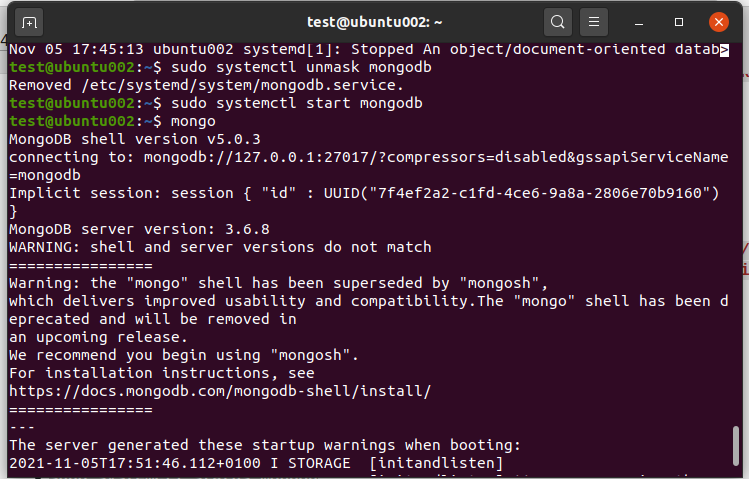 test@ubuntu002: ~
Nov 05 17:45:13 ubuntu002 systemd[1]: Stopped An object/document-oriented datab>
test@ubuntu002:~$ sudo systemctl unmask mongodb
Removed /etc/systemd/system/mongodb.service.
test@ubuntu002:~$ sudo systemctl start mongodb
test@ubuntu002:~$ mongo
MongoDB shell version v5.0.3
connecting to: mongodb://127.0.0.1:27017/?compressors=disabled&gssapiServiceName
=mongodb
Implicit session: session { "id" : UUID("7f4ef2a2-c1fd-4ce6-9a8a-2806e70b9160")
}
MongoDB server version: 3.6.8
WARNING: shell and server versions do not match
================
Warning: the "mongo" shell has been superseded by "mongosh",
which delivers improved usability and compatibility.The "mongo" shell has been d
eprecated and will be removed in
an upcoming release.
We recommend you begin using "mongosh".
For installation instructions, see
https://docs.mongodb.com/mongodb-shell/install/
================
---
The server generated these startup warnings when booting:
2021-11-05T17:51:46.112+0100 I STORAGE  [initandlisten]